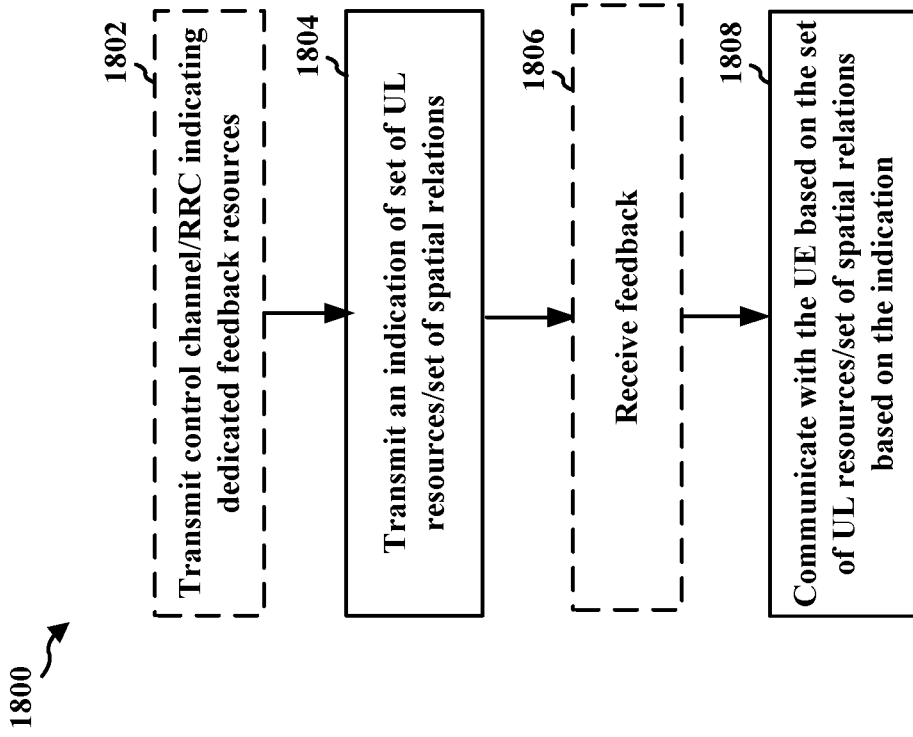 1800
1802
Transmit control channel/RRC indicating
dedicated feedback resources
1804
Transmit an indication of set of UL
resources/set of spatial relations
1806
Receive feedback
1808
Communicate with the UE based on the set
of UL resources/set of spatial relations
based on the indication